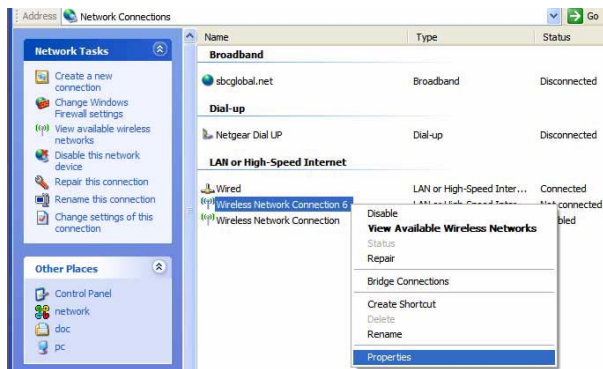 Address Network Connections Go
Network Tasks
Create a new
connection
Change Windows
Firewall settings
View available wireless
networks
Disable this network
device
Repair this connection
Rename this connection
Change settings of this
connection
Other Places
Control Panel
network
doc
pc
Name Type Status
Broadband
sbcglobal.net Broadband Disconnected
Dial-up
Netgear Dial UP Dial-up Disconnected
LAN or High-Speed Internet
Wired LAN or High-Speed Inter... Connected
Wireless Network Connection 6 connected
Wireless Network Connection
Disable
View Available Wireless Networks
Status
Repair
Bridge Connections
Create Shortcut
Delete
Rename
Properties